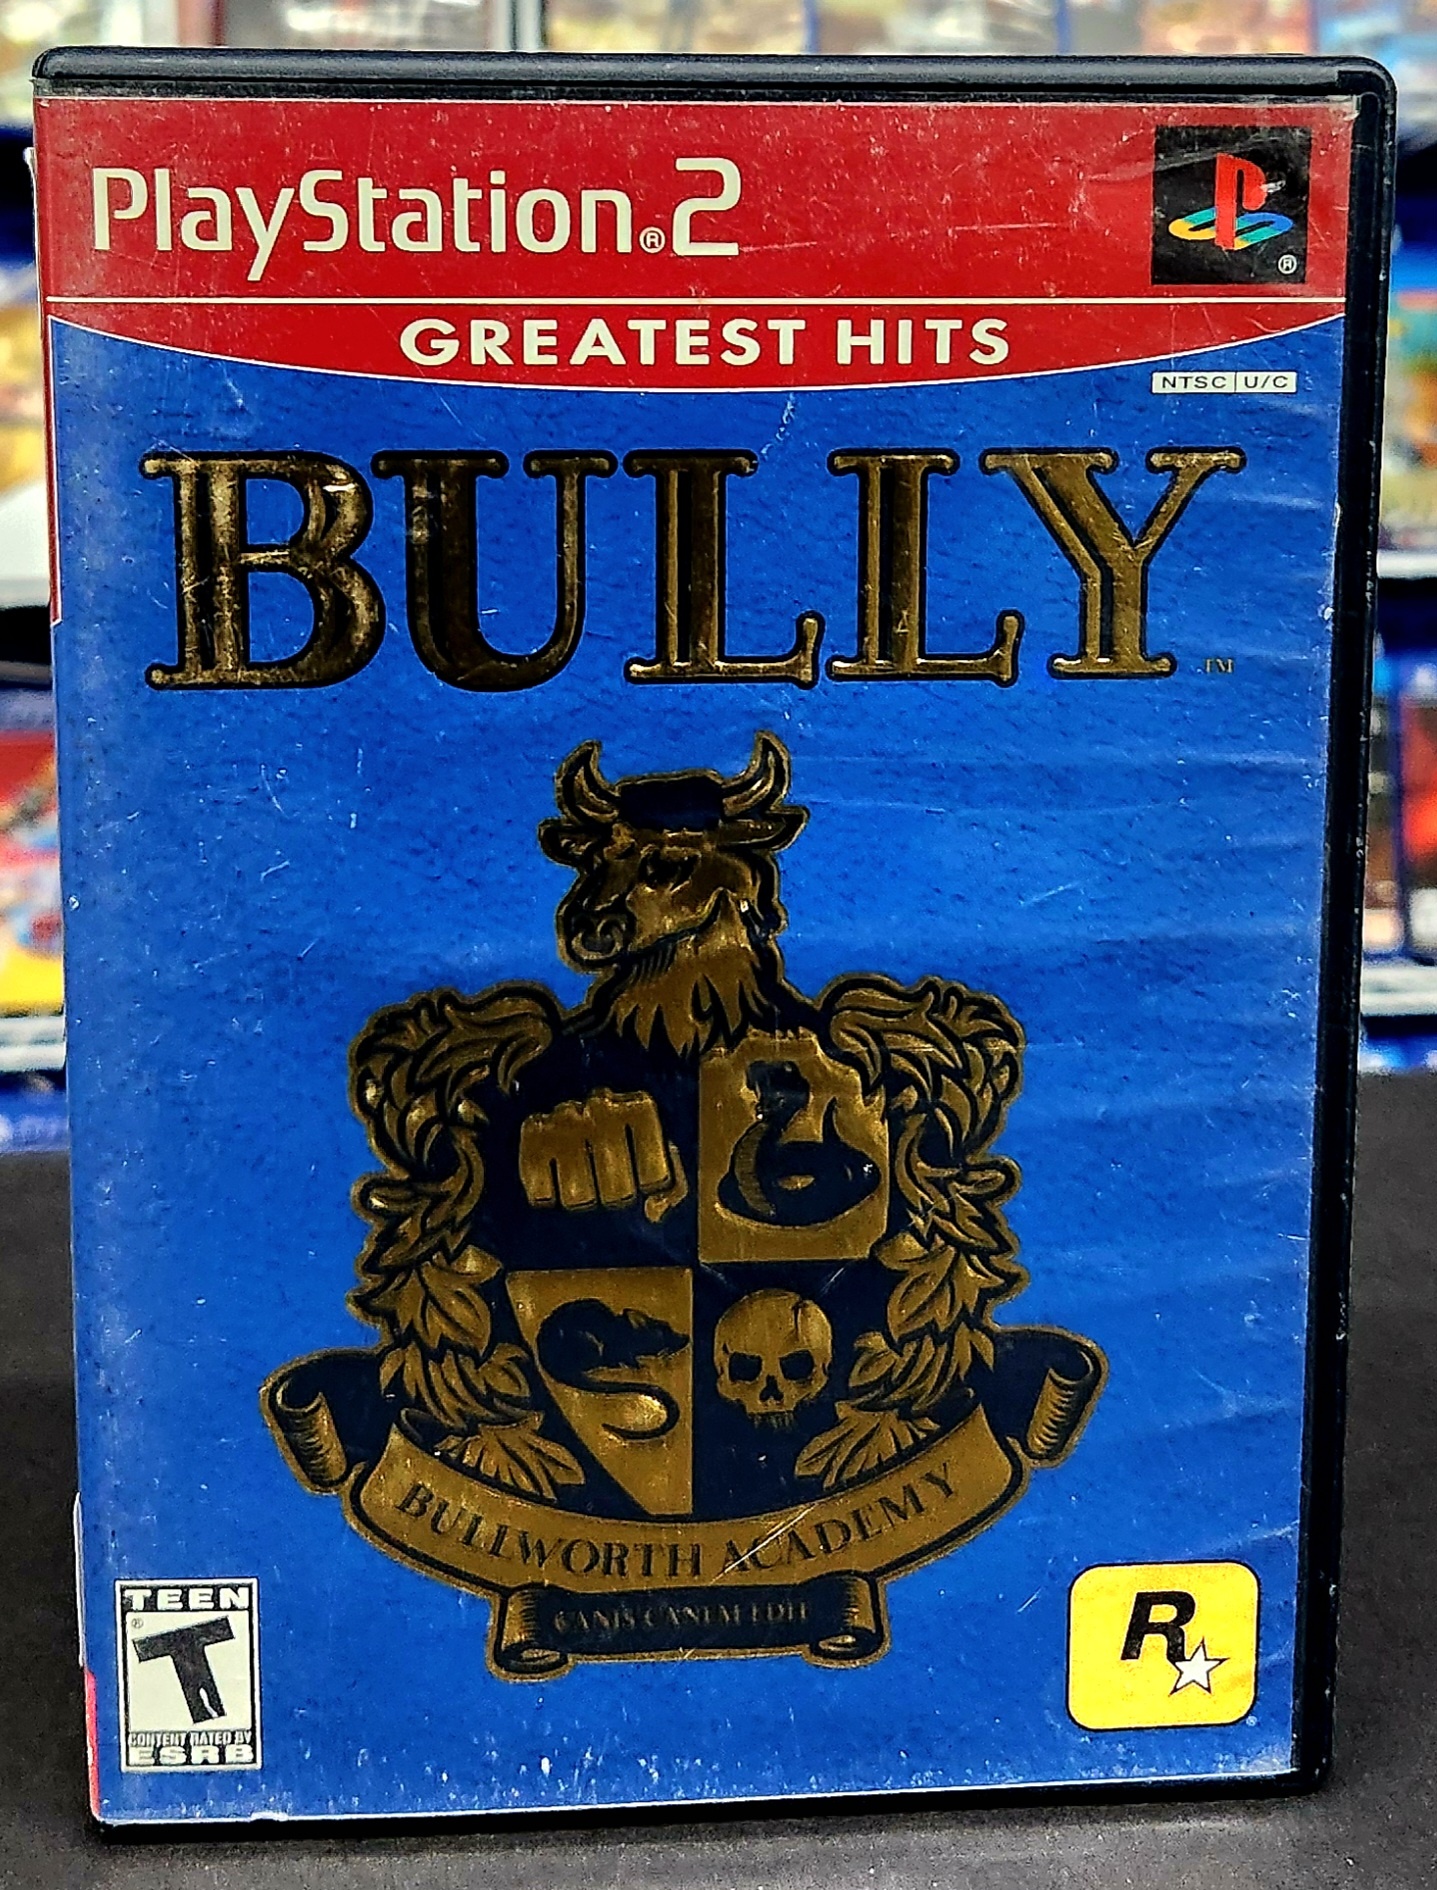 PlayStation®2
®
GREATEST HITS
NTSC U/C
BULLY™
BULLWORTH ACADEMY
CANIS CANEM EDIT
TEEN
®
T
CONTENT RATED BY
ESRB
R
®